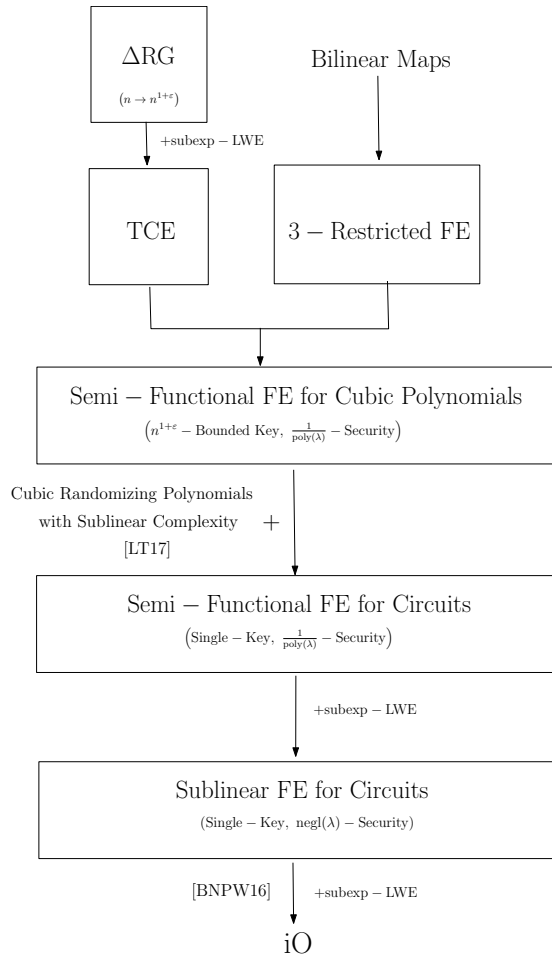 ΔRG
(n → n^{1+ε})
Bilinear Maps
+subexp − LWE
TCE
3 − Restricted FE
Semi − Functional FE for Cubic Polynomials
(n^{1+ε} − Bounded Key, 1/poly(λ) − Security)
Cubic Randomizing Polynomials
with Sublinear Complexity
[LT17]
+
Semi − Functional FE for Circuits
(Single − Key, 1/poly(λ) − Security)
+subexp − LWE
Sublinear FE for Circuits
(Single − Key, negl(λ) − Security)
[BNPW16]
+subexp − LWE
iO